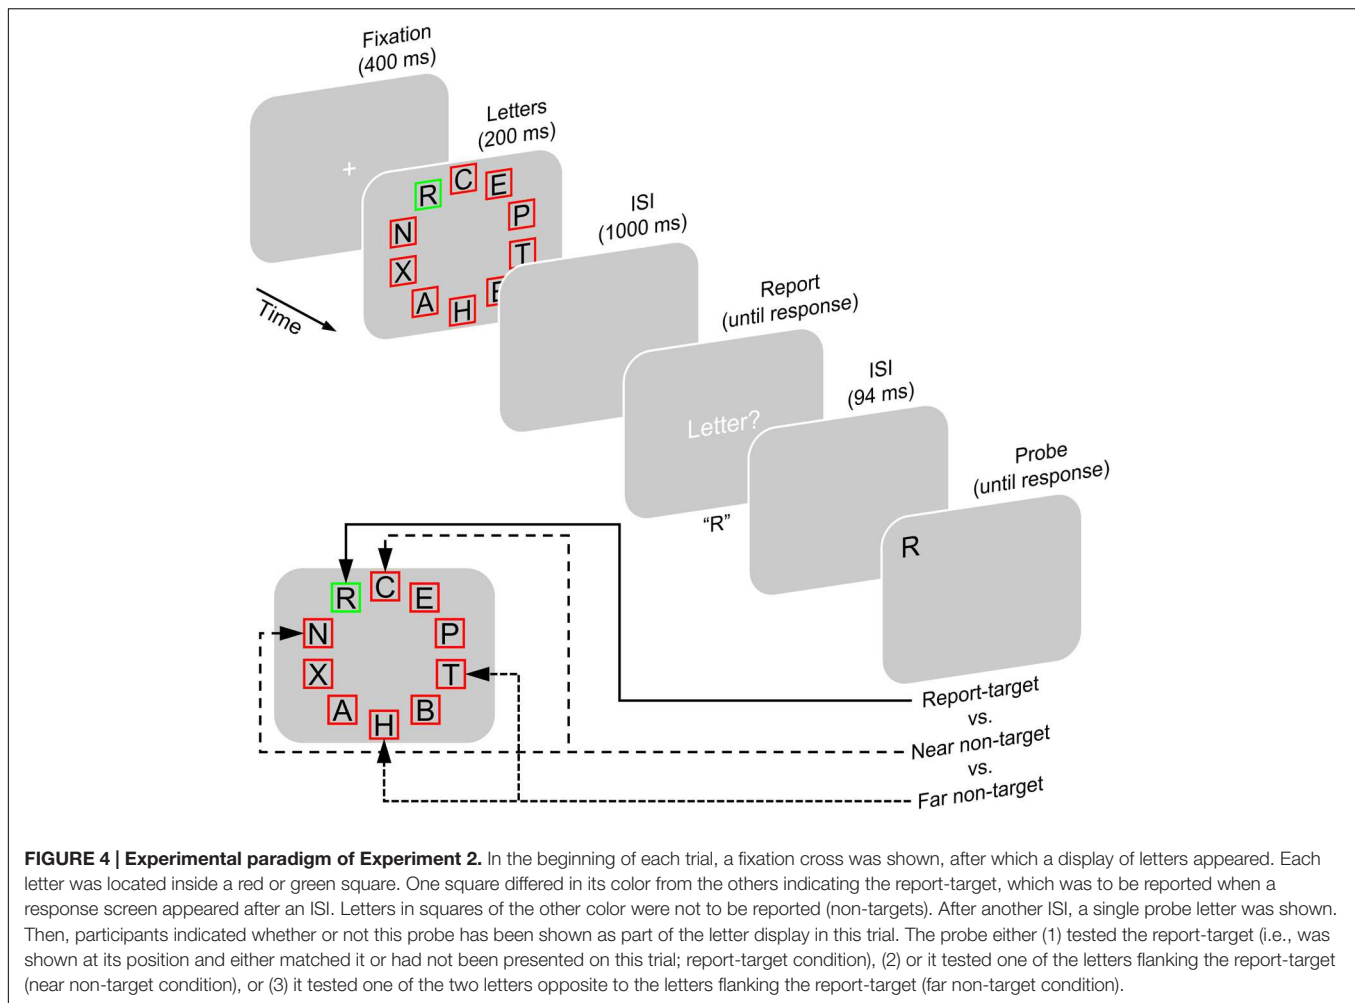 Fixation
(400 ms)
+
Letters
(200 ms)
R C E
N P
X T
A H B
Time
ISI
(1000 ms)
Report
(until response)
Letter?
"R"
ISI
(94 ms)
Probe
(until response)
R
R C E
N P
X T
A H B
Report-target
vs.
Near non-target
vs.
Far non-target
FIGURE 4 | Experimental paradigm of Experiment 2. In the beginning of each trial, a fixation cross was shown, after which a display of letters appeared. Each
letter was located inside a red or green square. One square differed in its color from the others indicating the report-target, which was to be reported when a
response screen appeared after an ISI. Letters in squares of the other color were not to be reported (non-targets). After another ISI, a single probe letter was shown.
Then, participants indicated whether or not this probe has been shown as part of the letter display in this trial. The probe either (1) tested the report-target (i.e., was
shown at its position and either matched it or had not been presented on this trial; report-target condition), (2) or it tested one of the letters flanking the report-target
(near non-target condition), or (3) it tested one of the two letters opposite to the letters flanking the report-target (far non-target condition).